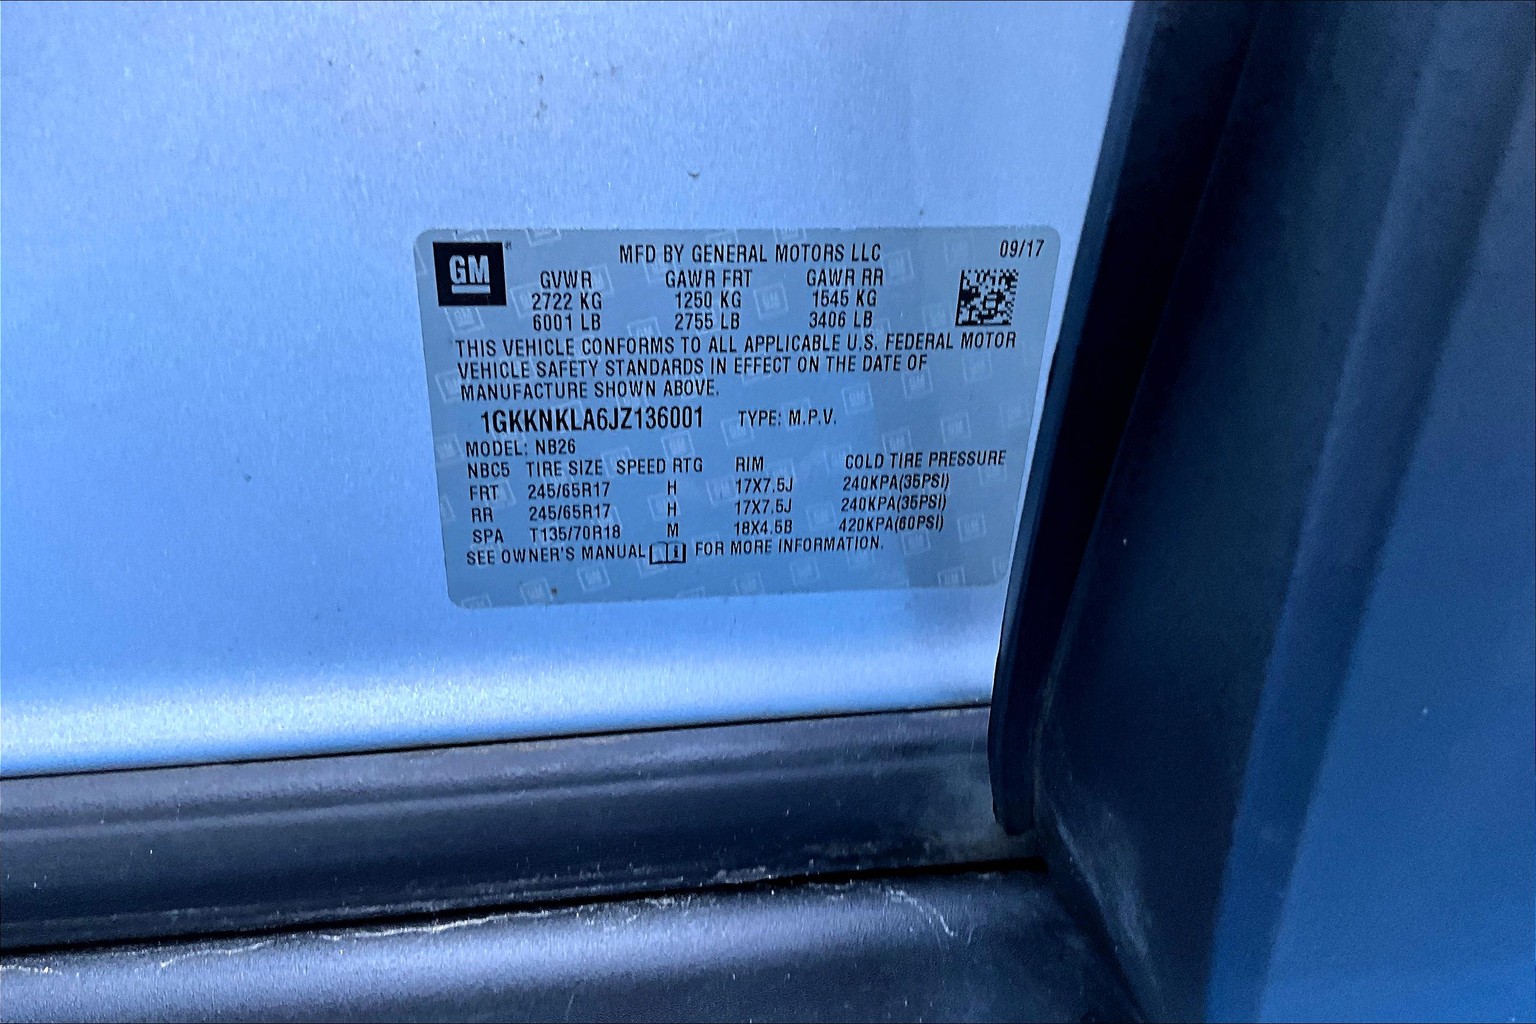 GM
MFD BY GENERAL MOTORS LLC 09/17
GVWR GAWR FRT GAWR RR
2722 KG 1250 KG 1545 KG
6001 LB 2755 LB 3406 LB
THIS VEHICLE CONFORMS TO ALL APPLICABLE U.S. FEDERAL MOTOR
VEHICLE SAFETY STANDARDS IN EFFECT ON THE DATE OF
MANUFACTURE SHOWN ABOVE.
1GKKNKLA6JZ136001 TYPE: M.P.V.
MODEL: NB26
NBC5 TIRE SIZE SPEED RTG RIM COLD TIRE PRESSURE
FRT 245/65R17 H 17X7.5J 240KPA(35PSI)
RR 245/65R17 H 17X7.5J 240KPA(35PSI)
SPA T135/70R18 M 18X4.5B 420KPA(60PSI)
SEE OWNER'S MANUAL FOR MORE INFORMATION.